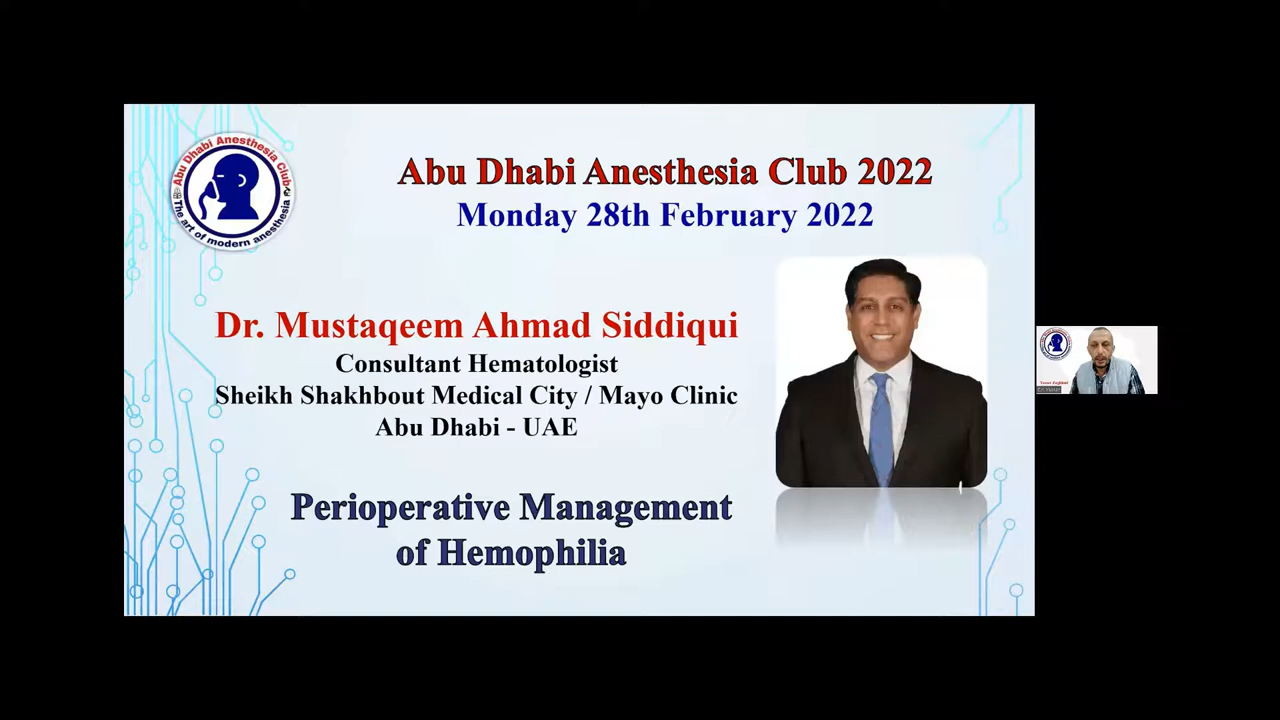 Abu Dhabi Anesthesia Club
The art of modern anesthesia
Abu Dhabi Anesthesia Club 2022
Monday 28th February 2022
Dr. Mustaqeem Ahmad Siddiqui
Consultant Hematologist
Sheikh Shakhbout Medical City / Mayo Clinic
Abu Dhabi - UAE
Perioperative Management
of Hemophilia